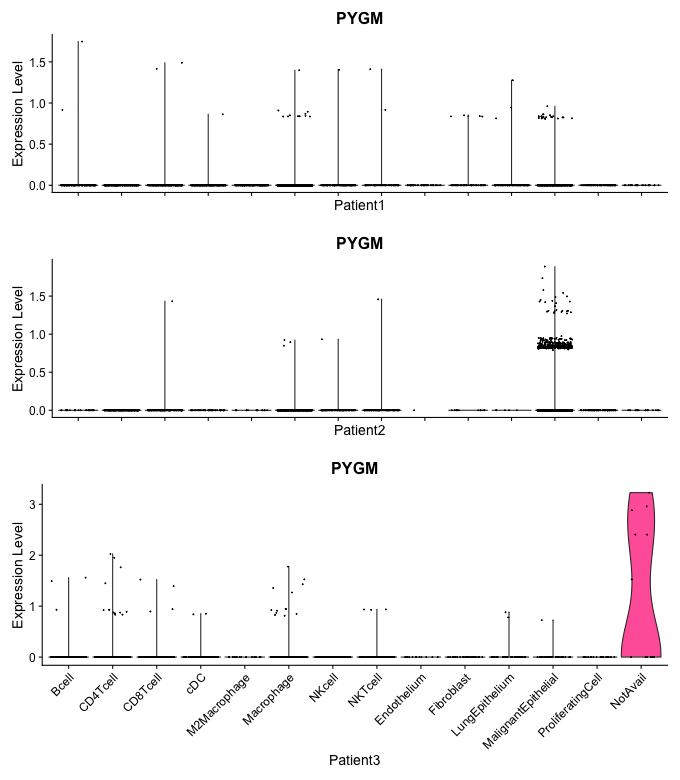 PYGM
Expression Level
1.5
1.0
0.5
0.0
Patient1
PYGM
Expression Level
1.5
1.0
0.5
0.0
Patient2
PYGM
Expression Level
3
2
1
0
Bcell
CD4Tcell
CD8Tcell
cDC
M2Macrophage
Macrophage
NKcell
NKTcell
Endothelium
Fibroblast
LungEpithelium
MalignantEpithelial
ProliferatingCell
NotAvail
Patient3